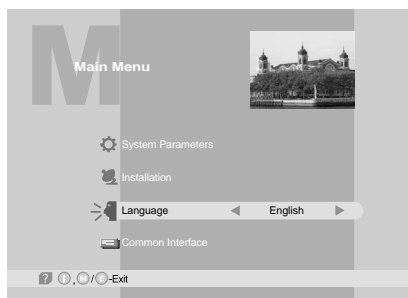 M
Main Menu
System Parameters
Installation
Language English
Common Interface
? I , M / E -Exit